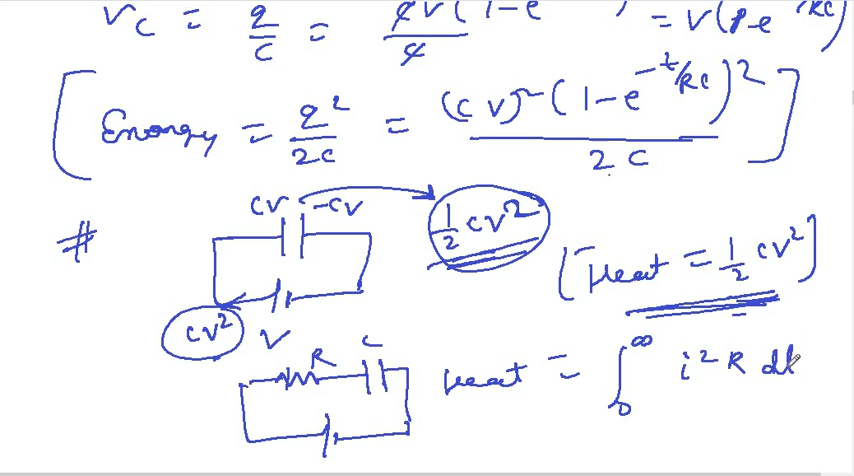 V_C = q/C = CV(1-e )/C = V(1-e^{-t/RC})
[Energy = q²/2C = (CV)²(1-e^{-t/RC})²/2C]
CV -CV 1/2 CV²
#
[Heat = 1/2 CV²]
CV² V
R C
Heat = ∫₀^∞ i² R dt